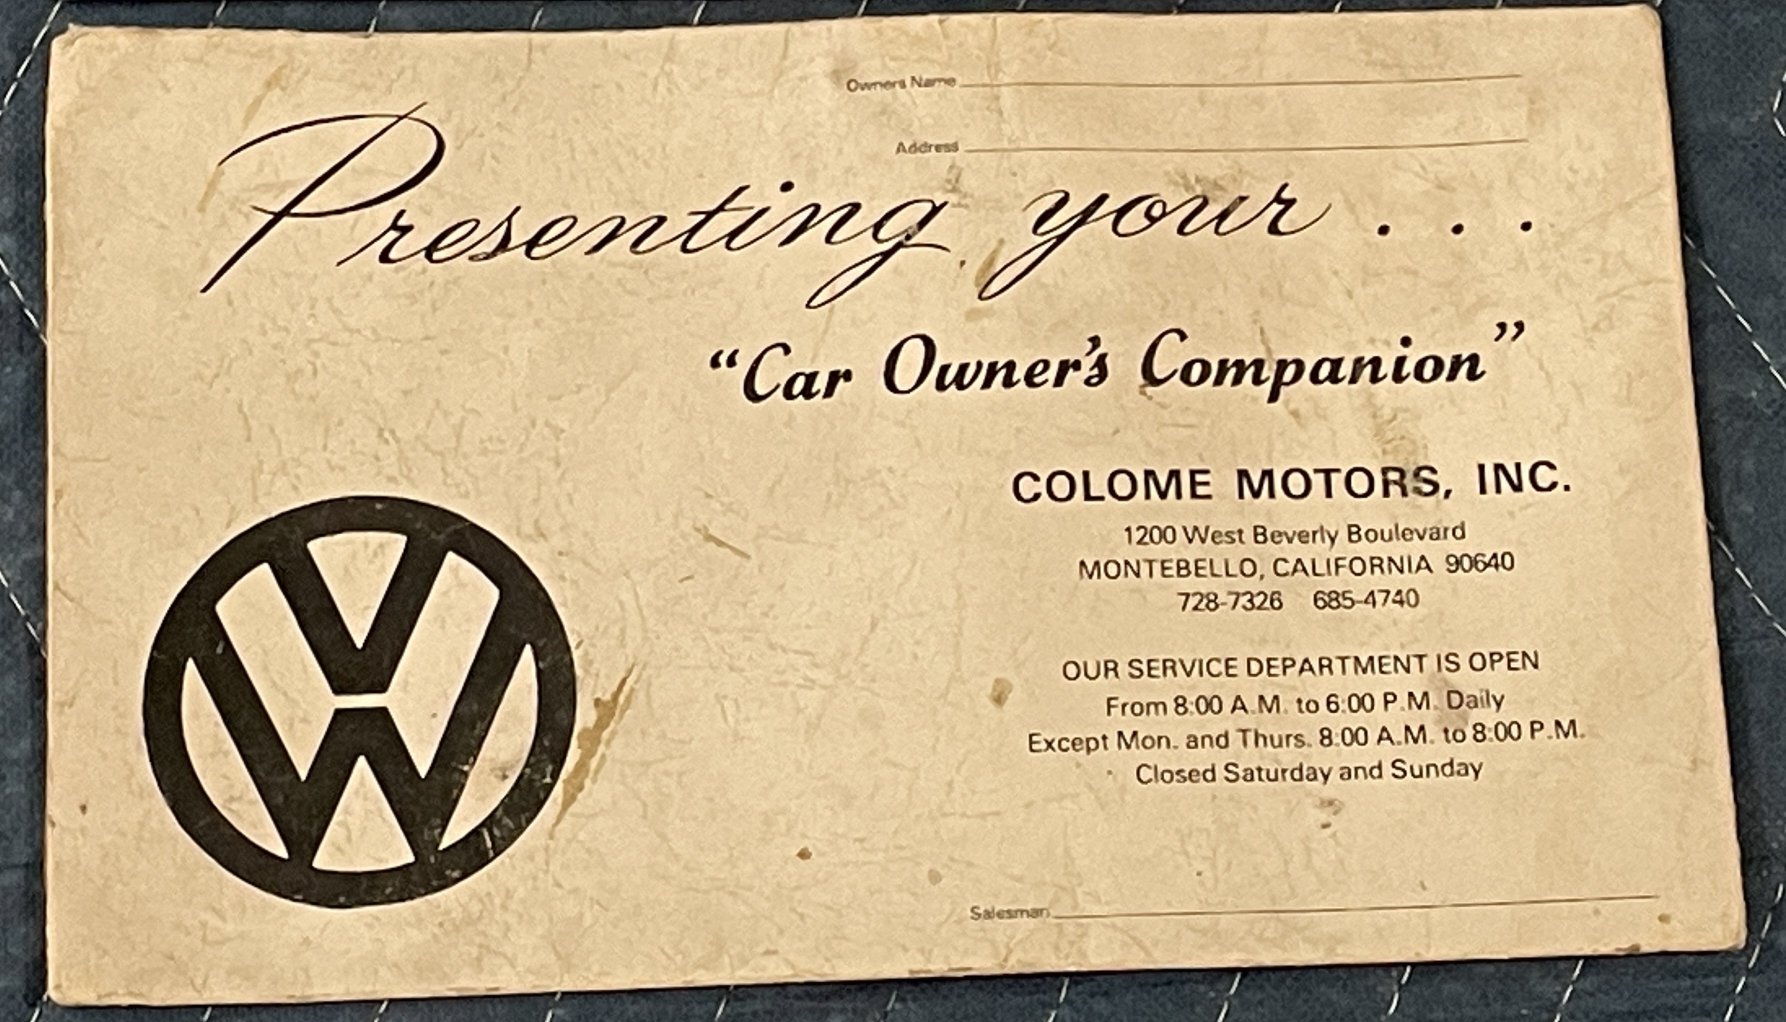 Owners Name
Address
Presenting your . . .
“Car Owner's Companion”
COLOME MOTORS, INC.
1200 West Beverly Boulevard
MONTEBELLO, CALIFORNIA 90640
728-7326 685-4740
OUR SERVICE DEPARTMENT IS OPEN
From 8:00 A.M. to 6:00 P.M. Daily
Except Mon. and Thurs. 8:00 A.M. to 8:00 P.M.
Closed Saturday and Sunday
VW
Salesman